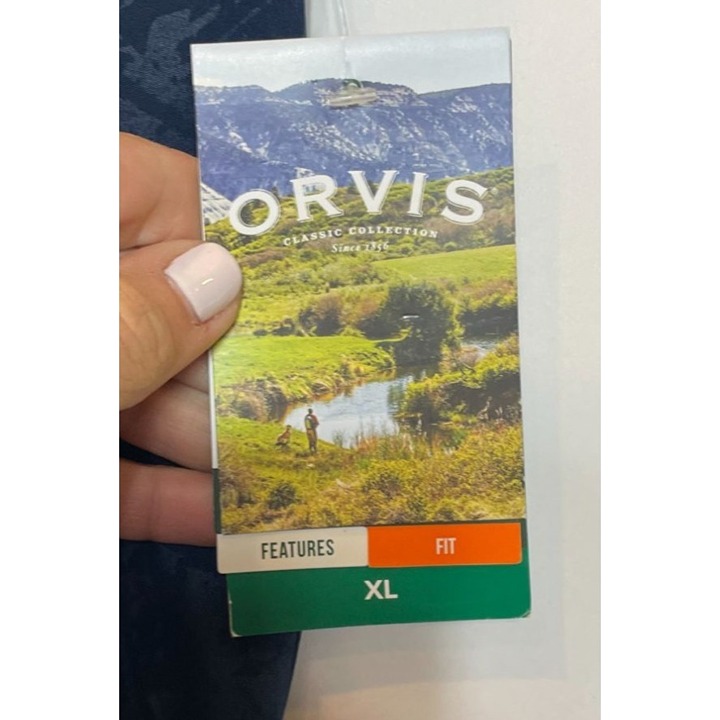 ORVIS®
CLASSIC COLLECTION
Since 1856
FEATURES
FIT
XL